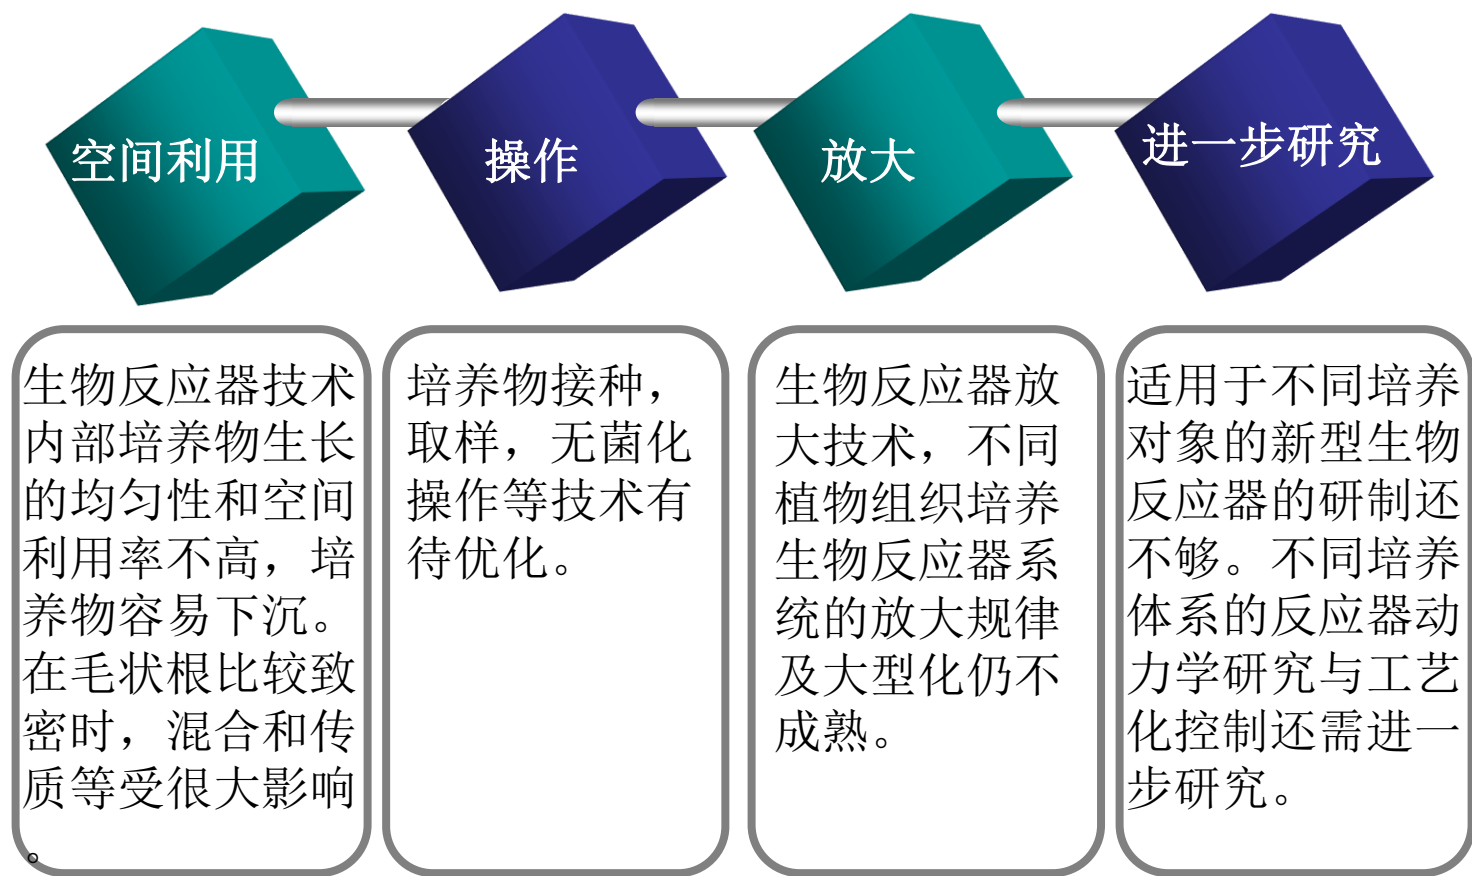 空间利用
操作
放大
进一步研究
生物反应器技术
内部培养物生长
的均匀性和空间
利用率不高，培
养物容易下沉。
在毛状根比较致
密时，混合和传
质等受很大影响
。
培养物接种，
取样，无菌化
操作等技术有
待优化。
生物反应器放
大技术，不同
植物组织培养
生物反应器系
统的放大规律
及大型化仍不
成熟。
适用于不同培养
对象的新型生物
反应器的研制还
不够。不同培养
体系的反应器动
力学研究与工艺
化控制还需进一
步研究。